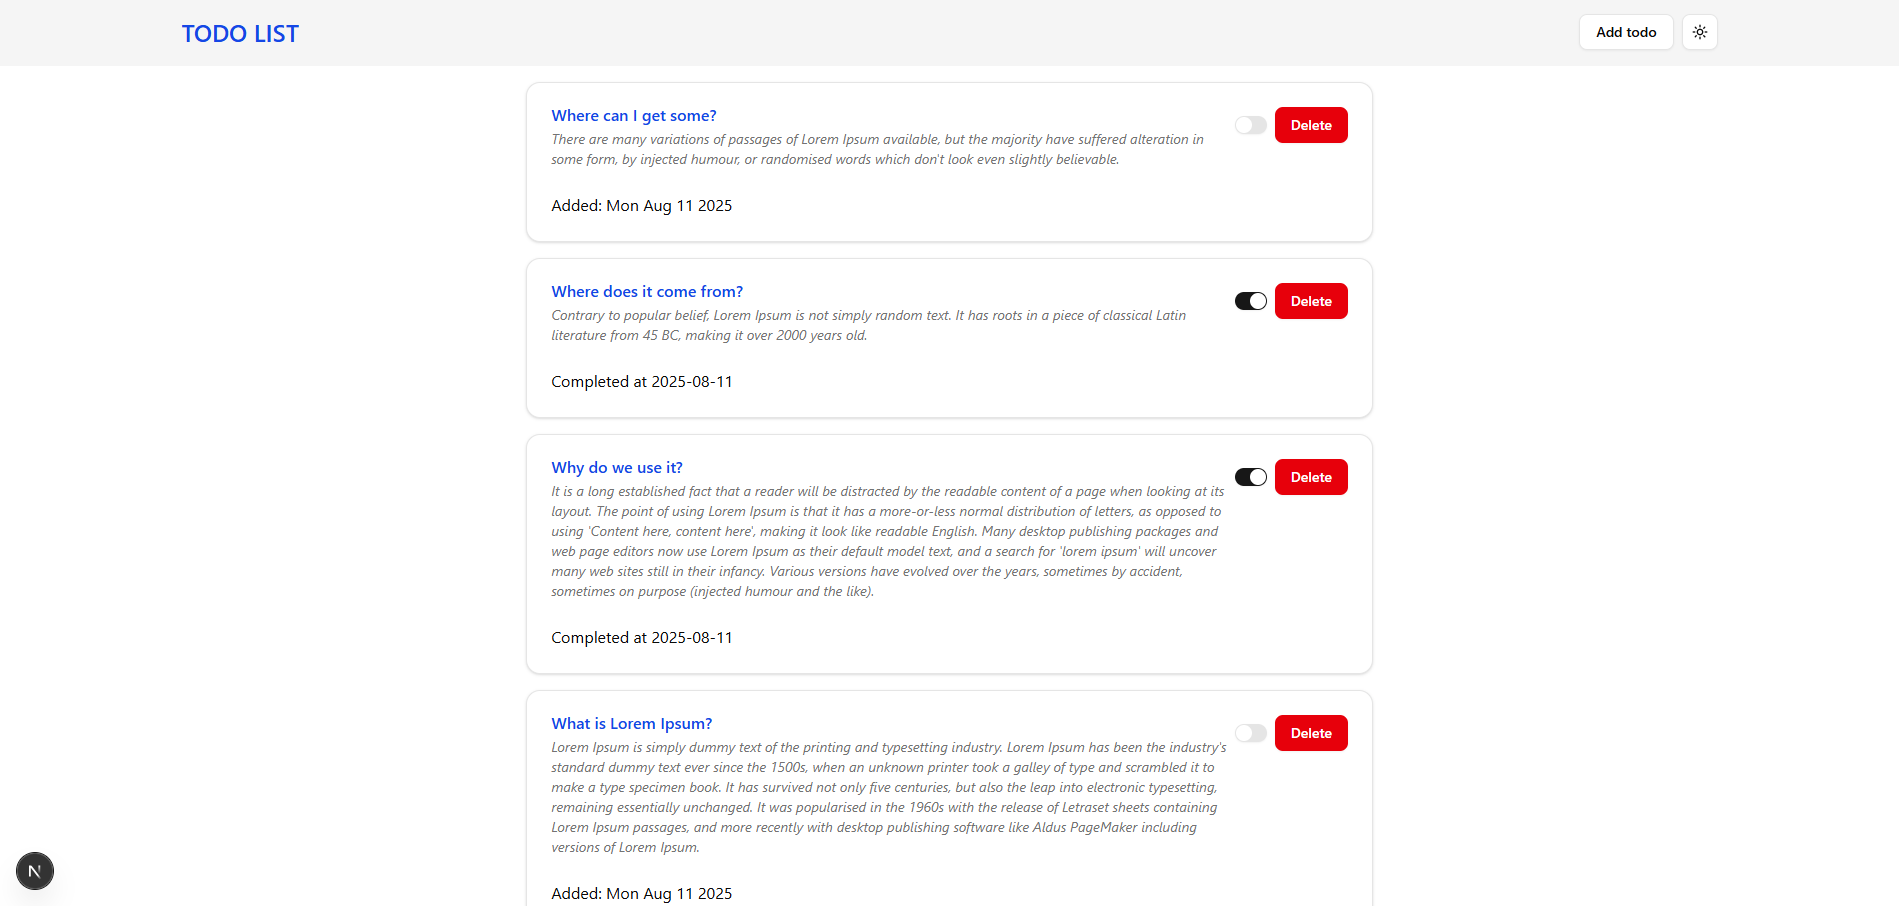 TODO LIST
Add todo
Where can I get some?
There are many variations of passages of Lorem Ipsum available, but the majority have suffered alteration in
some form, by injected humour, or randomised words which don't look even slightly believable.
Delete
Added: Mon Aug 11 2025
Where does it come from?
Contrary to popular belief, Lorem Ipsum is not simply random text. It has roots in a piece of classical Latin
literature from 45 BC, making it over 2000 years old.
Delete
Completed at 2025-08-11
Why do we use it?
It is a long established fact that a reader will be distracted by the readable content of a page when looking at its
layout. The point of using Lorem Ipsum is that it has a more-or-less normal distribution of letters, as opposed to
using 'Content here, content here', making it look like readable English. Many desktop publishing packages and
web page editors now use Lorem Ipsum as their default model text, and a search for 'lorem ipsum' will uncover
many web sites still in their infancy. Various versions have evolved over the years, sometimes by accident,
sometimes on purpose (injected humour and the like).
Delete
Completed at 2025-08-11
What is Lorem Ipsum?
Lorem Ipsum is simply dummy text of the printing and typesetting industry. Lorem Ipsum has been the industry's
standard dummy text ever since the 1500s, when an unknown printer took a galley of type and scrambled it to
make a type specimen book. It has survived not only five centuries, but also the leap into electronic typesetting,
remaining essentially unchanged. It was popularised in the 1960s with the release of Letraset sheets containing
Lorem Ipsum passages, and more recently with desktop publishing software like Aldus PageMaker including
versions of Lorem Ipsum.
Delete
Added: Mon Aug 11 2025
N